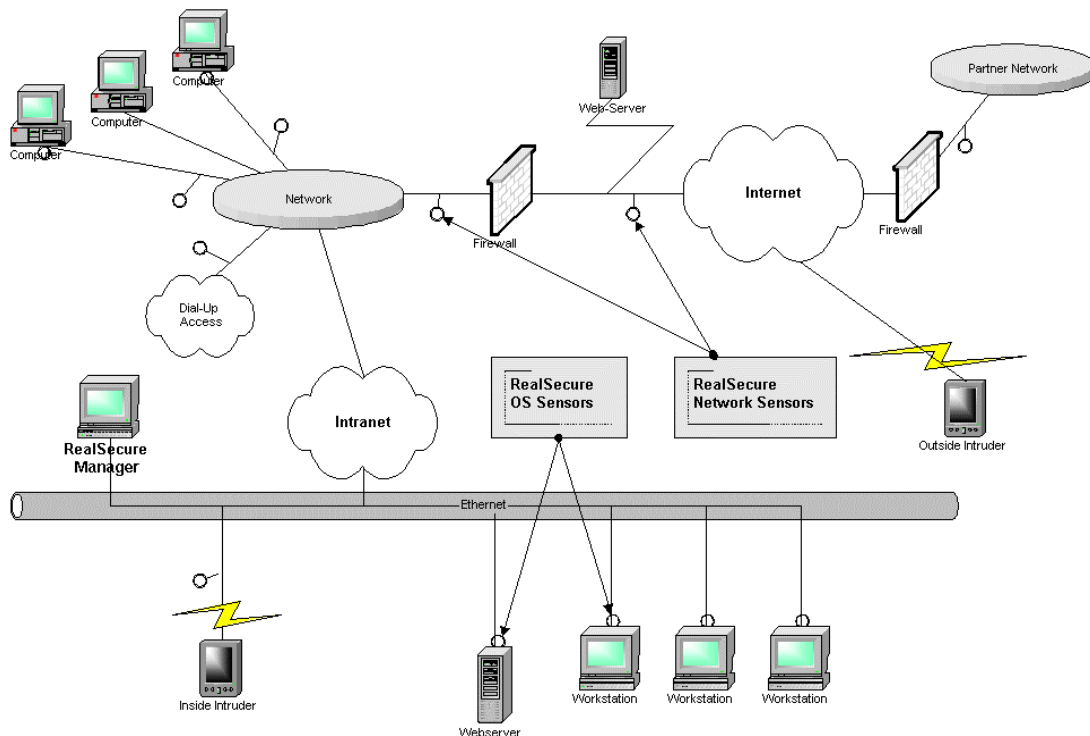 Computer
Computer
Computer
Web-Server
Partner Network
Network
Firewall
Internet
Firewall
Dial-Up
Access
RealSecure
Manager
Intranet
RealSecure
OS Sensors
RealSecure
Network Sensors
Outside Intruder
Ethernet
Inside Intruder
Webserver
Workstation
Workstation
Workstation